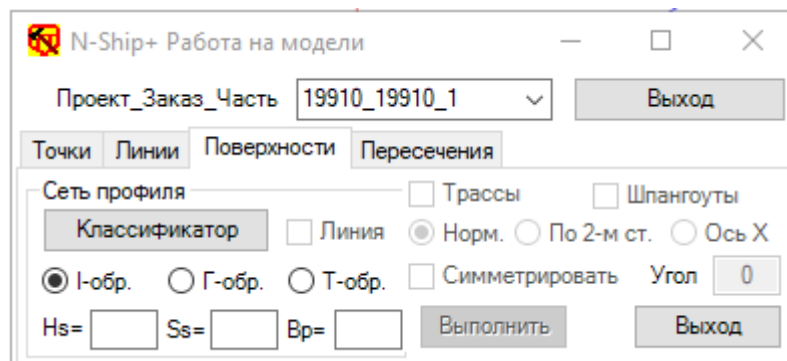 N-Ship+ Работа на модели
Проект_Заказ_Часть 19910_19910_1 Выход
Точки Линии Поверхности Пересечения
Сеть профиля Трассы Шпангоуты
Классификатор Линия Норм. По 2-м ст. Ось X
I-обр. Г-обр. Т-обр. Симметрировать Угол 0
Hs= Ss= Bp= Выполнить Выход